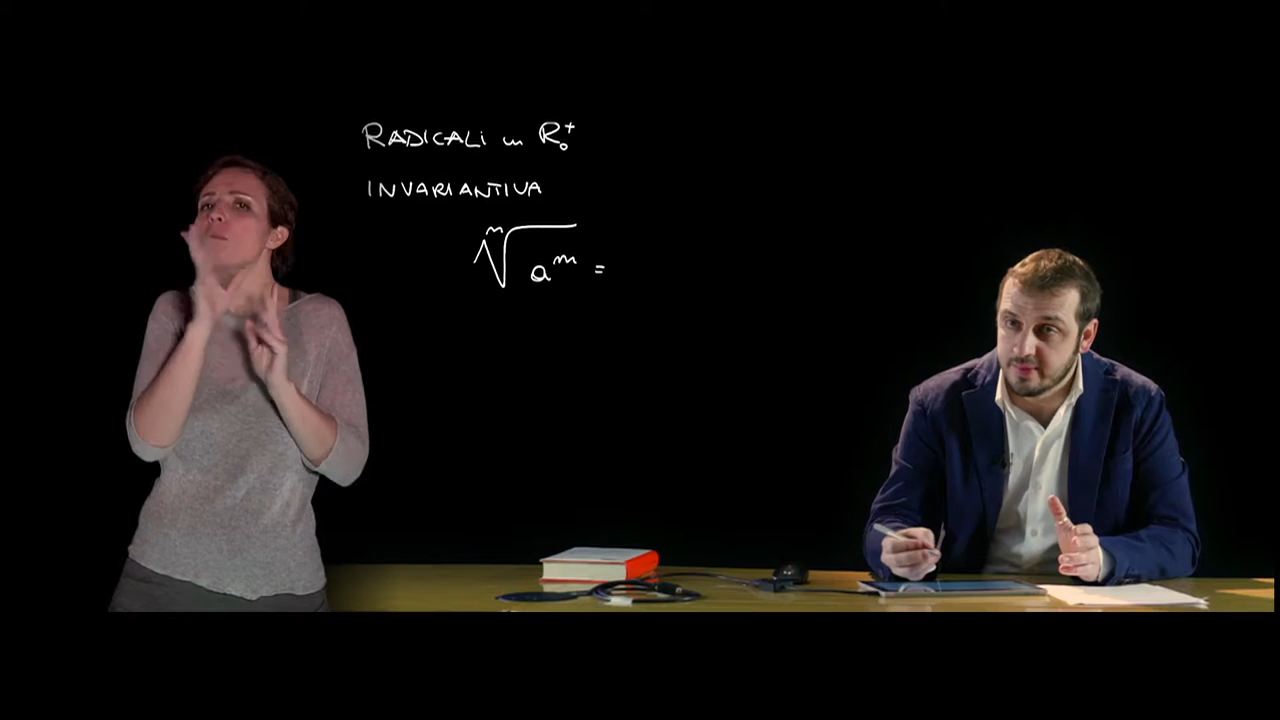 RADICALI in R₀⁺
INVARIANTIVA
ⁿ√aᵐ =